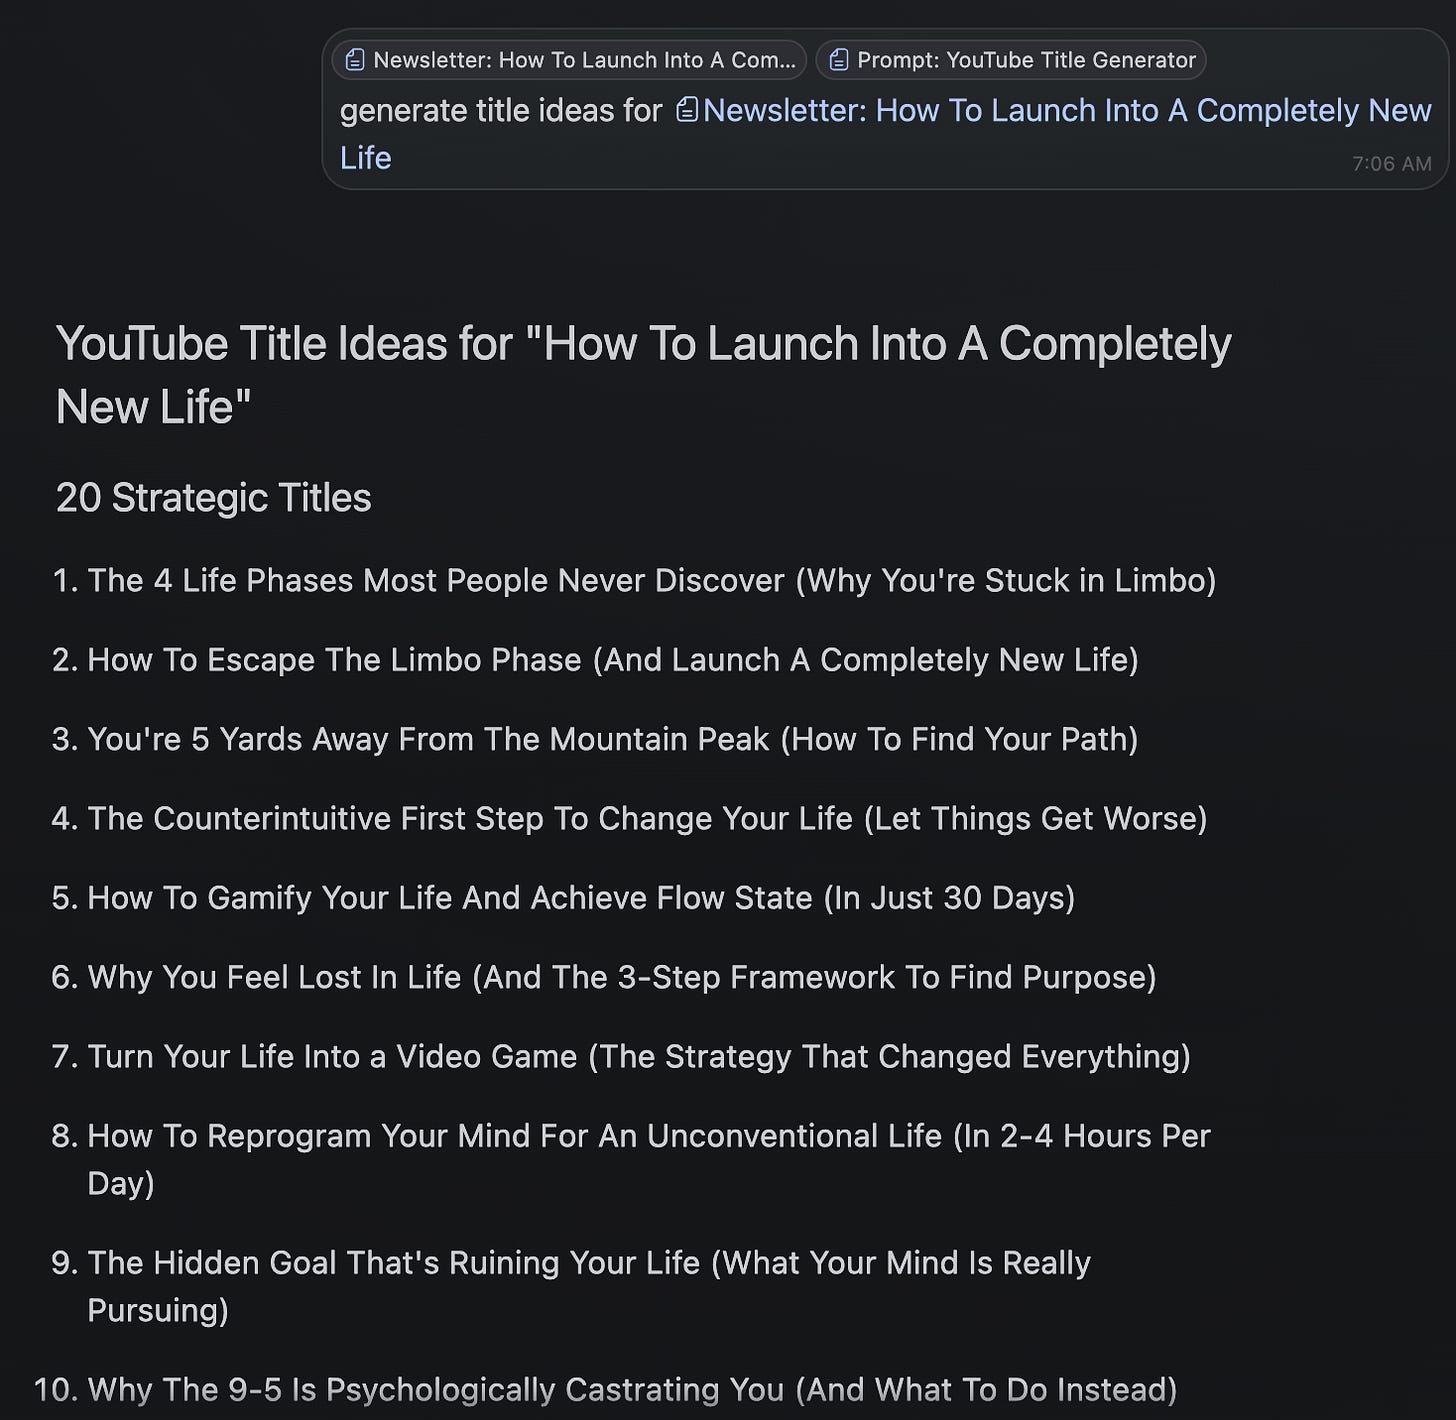 Newsletter: How To Launch Into A Com...
Prompt: YouTube Title Generator
generate title ideas for Newsletter: How To Launch Into A Completely New
Life
7:06 AM
YouTube Title Ideas for "How To Launch Into A Completely
New Life"
20 Strategic Titles
1. The 4 Life Phases Most People Never Discover (Why You're Stuck in Limbo)
2. How To Escape The Limbo Phase (And Launch A Completely New Life)
3. You're 5 Yards Away From The Mountain Peak (How To Find Your Path)
4. The Counterintuitive First Step To Change Your Life (Let Things Get Worse)
5. How To Gamify Your Life And Achieve Flow State (In Just 30 Days)
6. Why You Feel Lost In Life (And The 3-Step Framework To Find Purpose)
7. Turn Your Life Into a Video Game (The Strategy That Changed Everything)
8. How To Reprogram Your Mind For An Unconventional Life (In 2-4 Hours Per
Day)
9. The Hidden Goal That's Ruining Your Life (What Your Mind Is Really
Pursuing)
10. Why The 9-5 Is Psychologically Castrating You (And What To Do Instead)